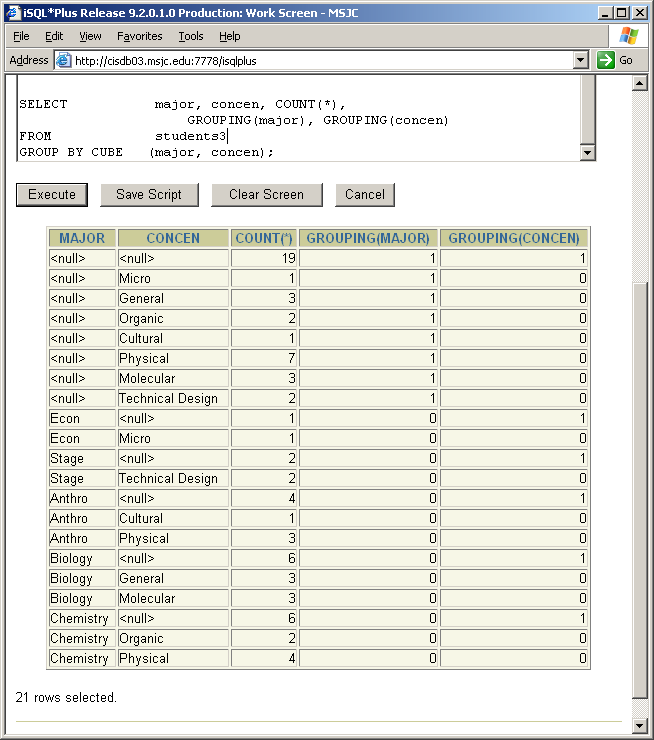 iSQL*Plus Release 9.2.0.1.0 Production: Work Screen - MSJC
File Edit View Favorites Tools Help
Address http://cisdb03.msjc.edu:7778/isqlplus Go
SELECT major, concen, COUNT(*),
GROUPING(major), GROUPING(concen)
FROM students3
GROUP BY CUBE (major, concen);
Execute Save Script Clear Screen Cancel
MAJOR CONCEN COUNT(*) GROUPING(MAJOR) GROUPING(CONCEN)
<null> <null> 19 1 1
<null> Micro 1 1 0
<null> General 3 1 0
<null> Organic 2 1 0
<null> Cultural 1 1 0
<null> Physical 7 1 0
<null> Molecular 3 1 0
<null> Technical Design 2 1 0
Econ <null> 1 0 1
Econ Micro 1 0 0
Stage <null> 2 0 1
Stage Technical Design 2 0 0
Anthro <null> 4 0 1
Anthro Cultural 1 0 0
Anthro Physical 3 0 0
Biology <null> 6 0 1
Biology General 3 0 0
Biology Molecular 3 0 0
Chemistry <null> 6 0 1
Chemistry Organic 2 0 0
Chemistry Physical 4 0 0
21 rows selected.